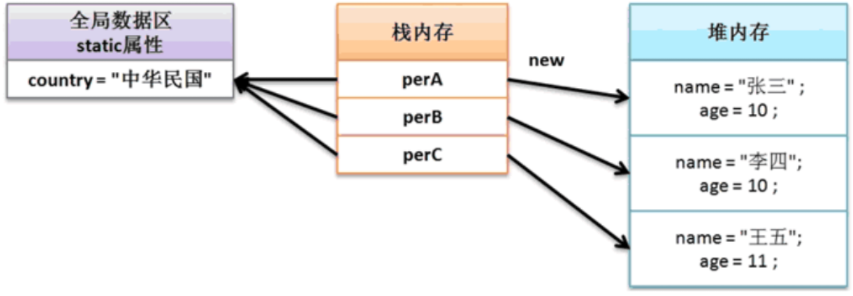 全局数据区
static属性
country = "中华民国"
栈内存
perA
perB
perC
new
堆内存
name = "张三" ;
age = 10 ;
name = "李四";
age = 10 ;
name = "王五";
age = 11 ;